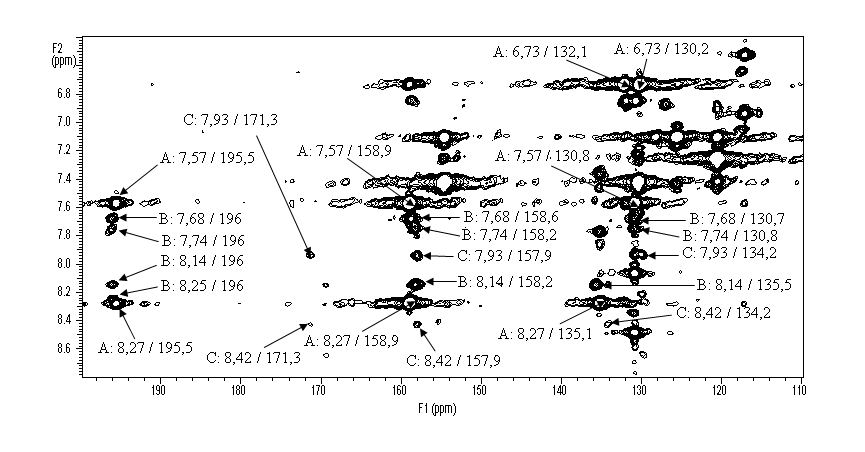 F2
(ppm)
A: 6,73 / 132,1
A: 6,73 / 130,2
6.8
C: 7,93 / 171,3
7.0
A: 7,57 / 195,5
A: 7,57 / 158,9
A: 7,57 / 130,8
7.2
7.4
7.6
B: 7,68 / 196
B: 7,68 / 158,6
B: 7,68 / 130,7
B: 7,74 / 196
B: 7,74 / 158,2
B: 7,74 / 130,8
7.8
B: 8,14 / 196
C: 7,93 / 157,9
C: 7,93 / 134,2
8.0
B: 8,25 / 196
B: 8,14 / 158,2
B: 8,14 / 135,5
8.2
C: 8,42 / 134,2
A: 8,27 / 195,5
A: 8,27 / 158,9
A: 8,27 / 135,1
8.4
C: 8,42 / 171,3
C: 8,42 / 157,9
8.6
190
180
170
160
150
140
130
120
110
F1 (ppm)